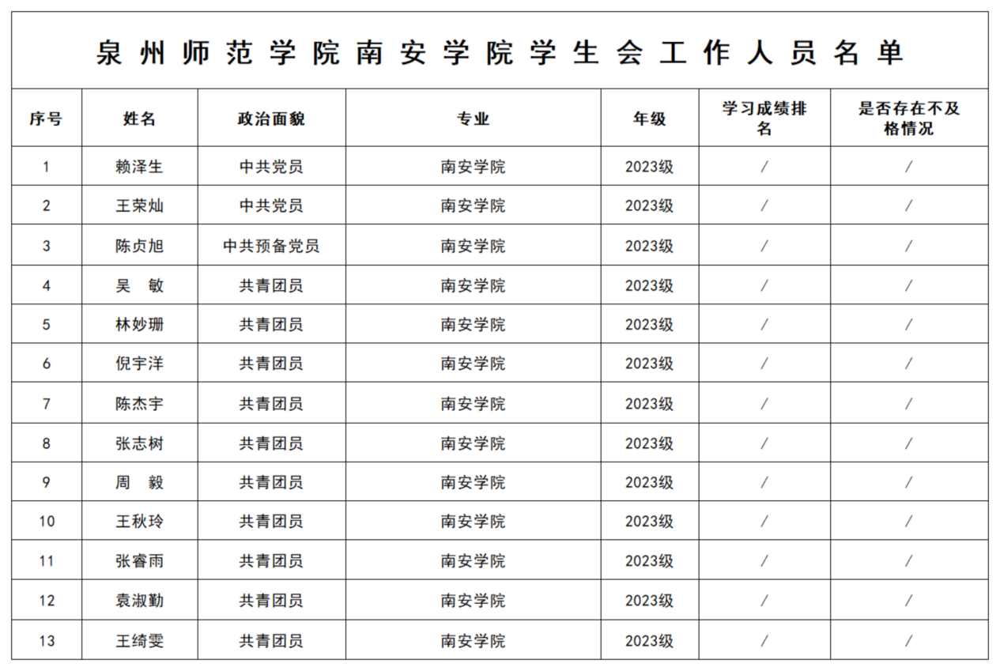 泉州师范学院南安学院学生会工作人员名单
序号 姓名 政治面貌 专业 年级 学习成绩排名 是否存在不及格情况
1 赖泽生 中共党员 南安学院 2023级 / /
2 王荣灿 中共党员 南安学院 2023级 / /
3 陈贞旭 中共预备党员 南安学院 2023级 / /
4 吴 敏 共青团员 南安学院 2023级 / /
5 林妙珊 共青团员 南安学院 2023级 / /
6 倪宇洋 共青团员 南安学院 2023级 / /
7 陈杰宇 共青团员 南安学院 2023级 / /
8 张志树 共青团员 南安学院 2023级 / /
9 周 毅 共青团员 南安学院 2023级 / /
10 王秋玲 共青团员 南安学院 2023级 / /
11 张睿雨 共青团员 南安学院 2023级 / /
12 袁淑勤 共青团员 南安学院 2023级 / /
13 王绮雯 共青团员 南安学院 2023级 / /